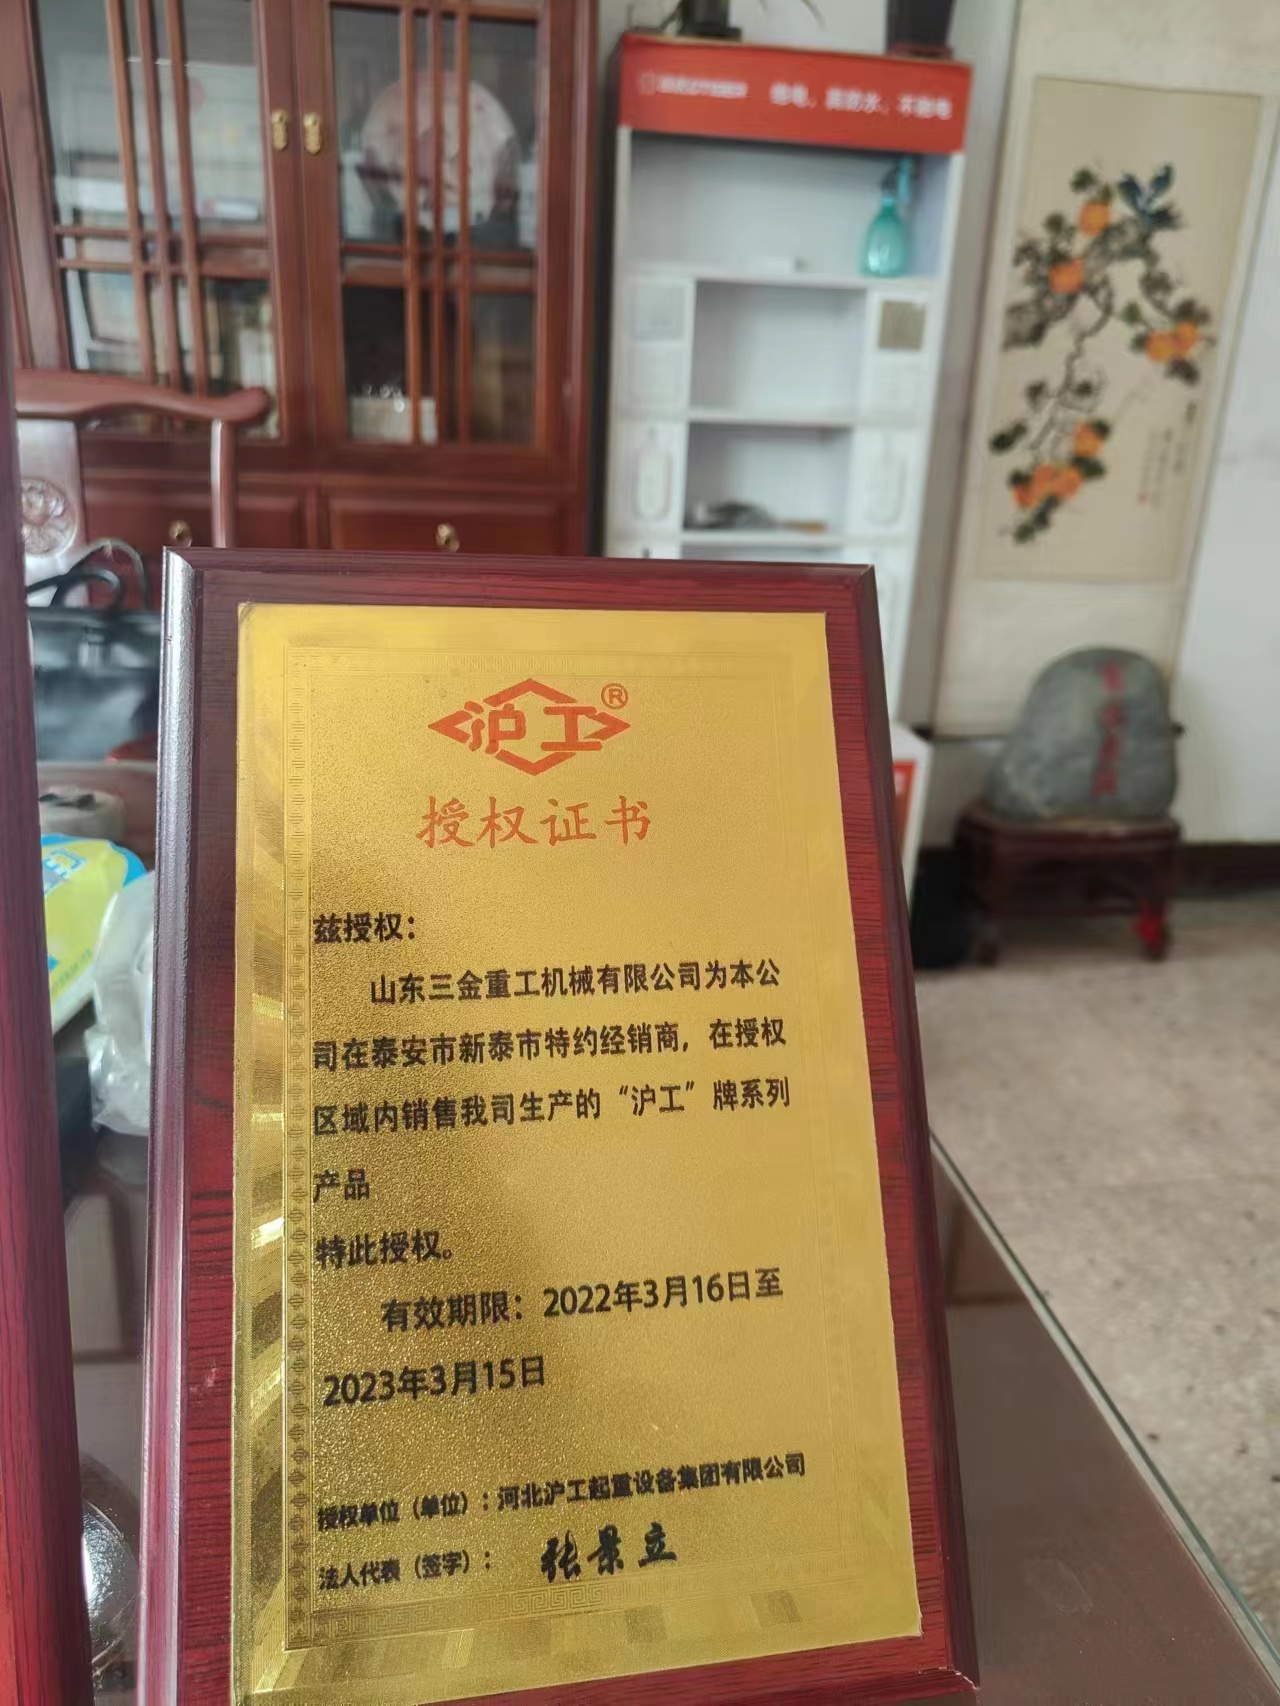 沪工®
授权证书
兹授权：
山东三金重工机械有限公司为本公
司在泰安市新泰市特约经销商，在授权
区域内销售我司生产的“沪工”牌系列
产品
特此授权。
有效期限：2022年3月16日至
2023年3月15日
授权单位（单位）：河北沪工起重设备集团有限公司
法人代表（签字）：张景立